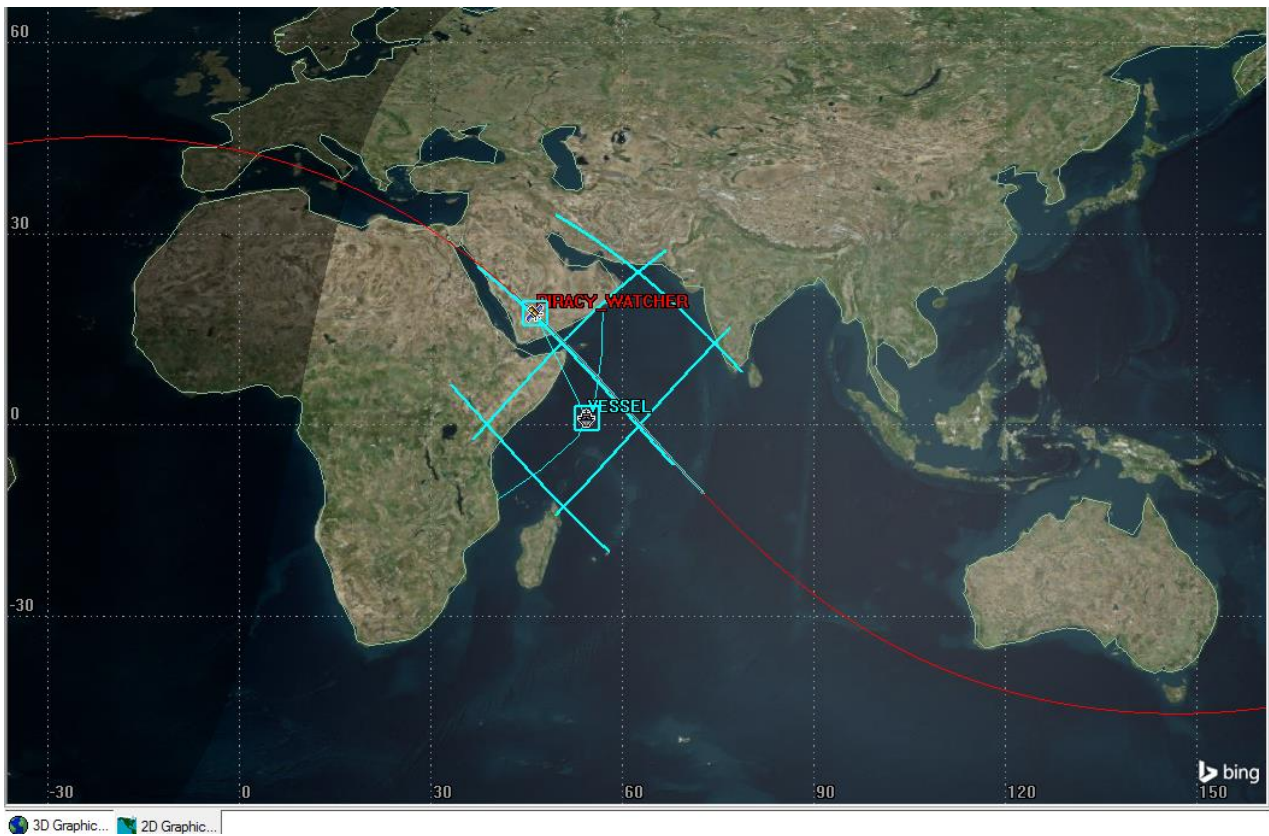 60
30
PIRACY_WATCHER
0
VESSEL
-30
-30 0 30 60 90 120 150
bing
3D Graphic... 2D Graphic...